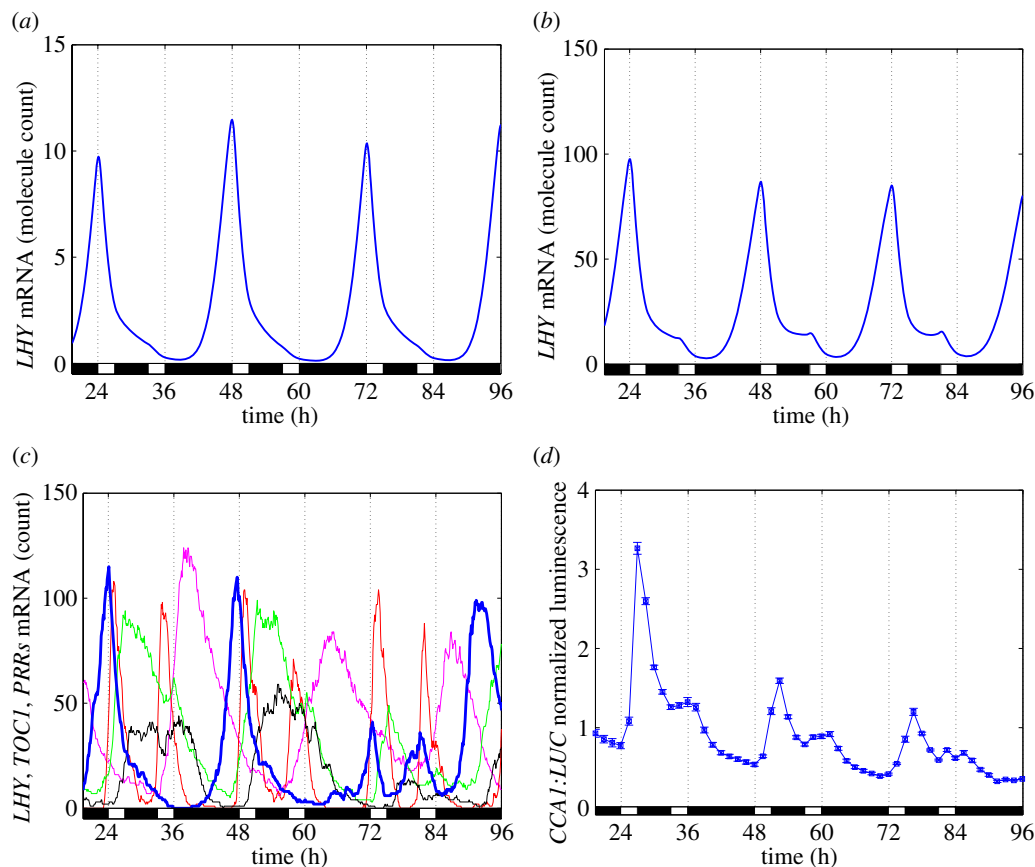 (a)
15
10
5
0
LHY mRNA (molecule count)
24 36 48 60 72 84 96
time (h)
(b)
150
100
50
0
LHY mRNA (molecule count)
24 36 48 60 72 84 96
time (h)
(c)
150
100
50
0
LHY, TOC1, PRRs mRNA (count)
24 36 48 60 72 84 96
time (h)
(d)
4
3
2
1
0
CCA1:LUC normalized luminescence
24 36 48 60 72 84 96
time (h)